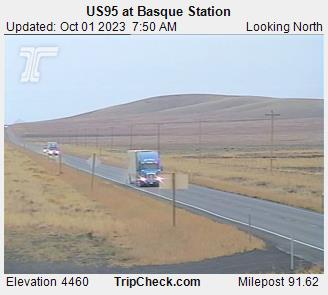 US95 at Basque Station
Updated: Oct 01 2023 7:50 AM Looking North
Elevation 4460 TripCheck.com Milepost 91.62